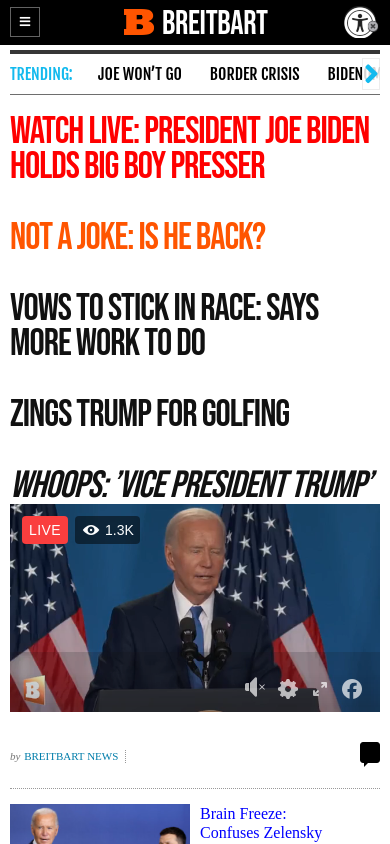 BREITBART
TRENDING:
JOE WON'T GO
BORDER CRISIS
BIDEN
WATCH LIVE: PRESIDENT JOE BIDEN
HOLDS BIG BOY PRESSER
NOT A JOKE: IS HE BACK?
VOWS TO STICK IN RACE: SAYS
MORE WORK TO DO
ZINGS TRUMP FOR GOLFING
WHOOPS: 'VICE PRESIDENT TRUMP'
LIVE
1.3K
by BREITBART NEWS
Brain Freeze:
Confuses Zelensky